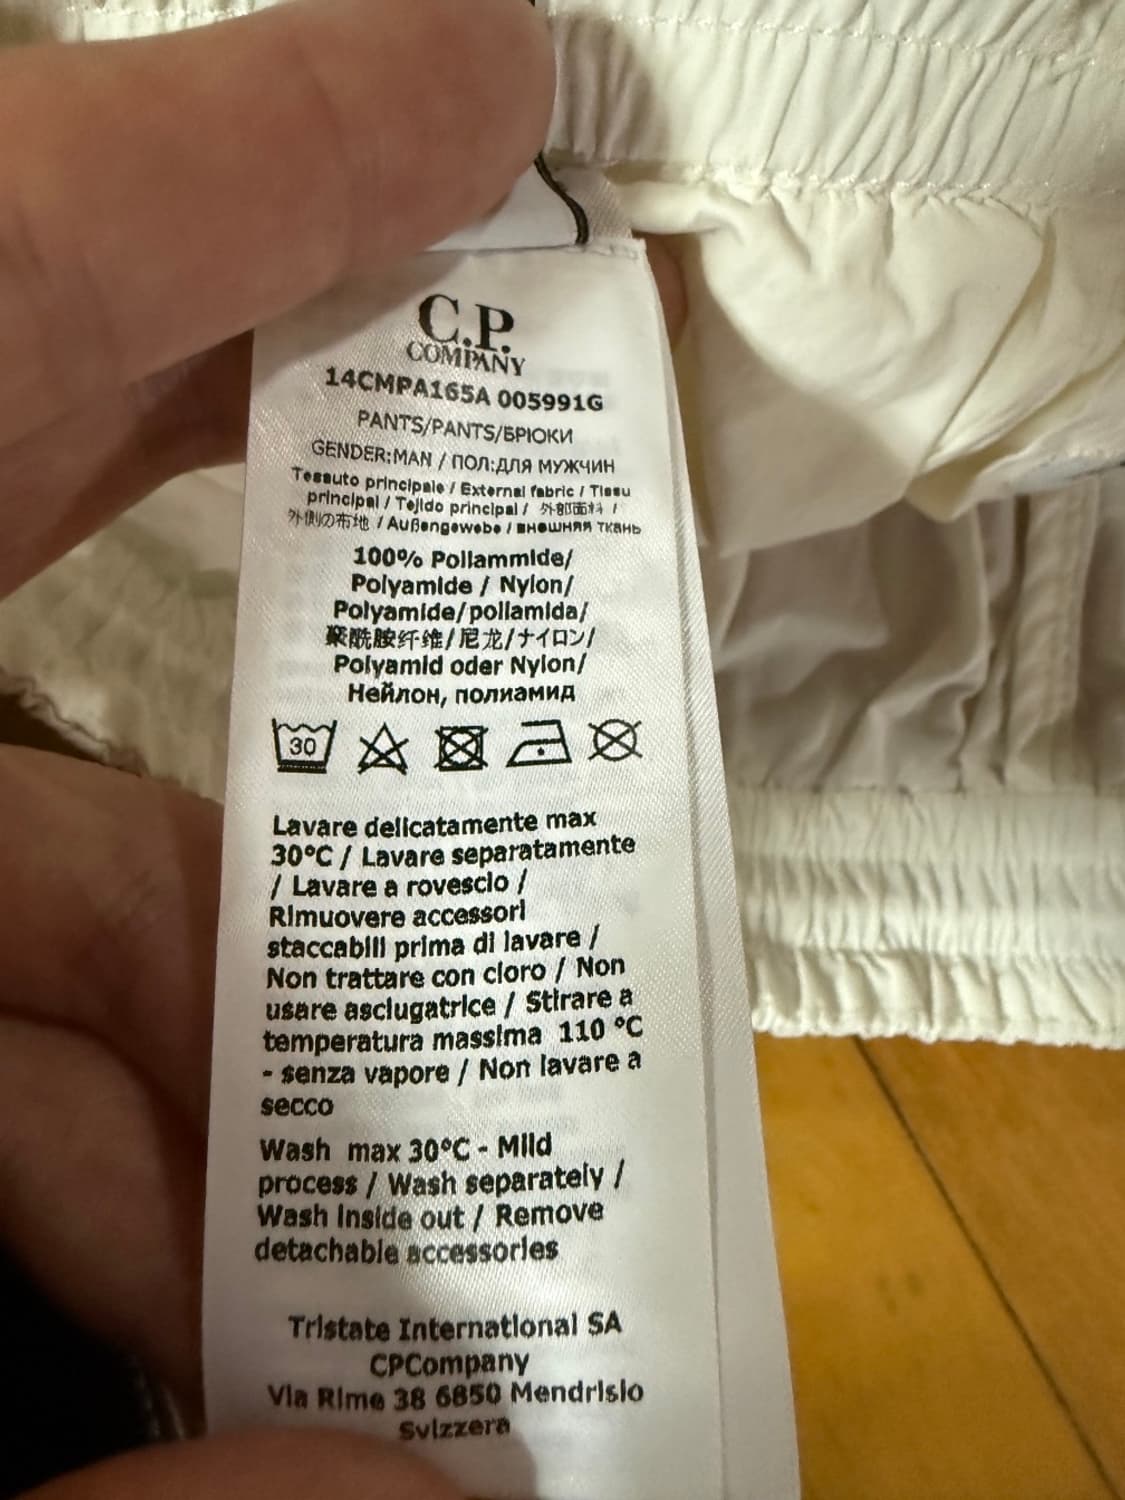 C.P.
COMPANY
14CMPA165A 005991G
PANTS/PANTS/БРЮКИ
GENDER:MAN / ПОЛ:ДЛЯ МУЖЧИН
Tessuto principale / External fabric / Tissu
principal / Tejido principal / 外部面料 /
外側の布地 / Außengewebe / внешняя ткань
100% Poliammide/
Polyamide / Nylon/
Polyamide/poliamida/
聚酰胺纤维/尼龙/ナイロン/
Polyamid oder Nylon/
Нейлон, полиамид
30
Lavare delicatamente max
30°C / Lavare separatamente
/ Lavare a rovescio /
Rimuovere accessori
staccabili prima di lavare /
Non trattare con cloro / Non
usare asciugatrice / Stirare a
temperatura massima 110 °C
- senza vapore / Non lavare a
secco
Wash max 30°C - Mild
process / Wash separately /
Wash inside out / Remove
detachable accessories
Tristate International SA
CPCompany
Via Rime 38 6850 Mendrisio
Svizzera